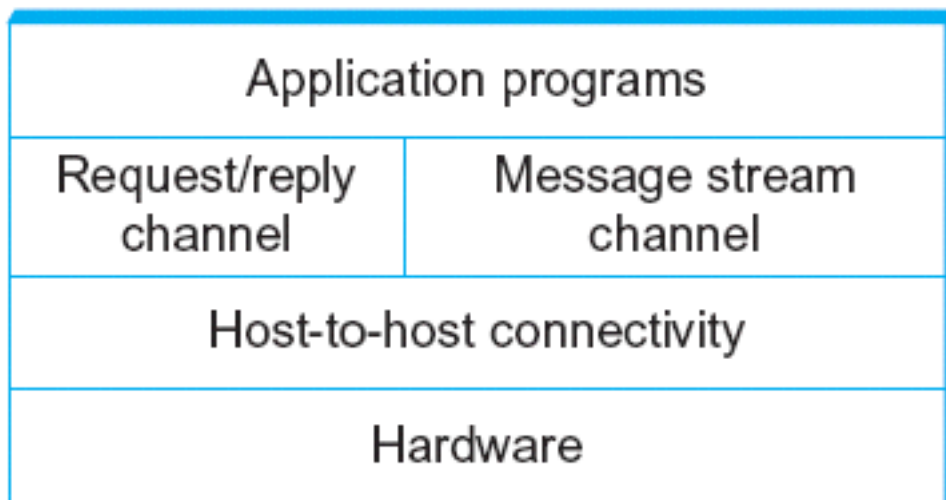 Application programs
Request/reply
channel
Message stream
channel
Host-to-host connectivity
Hardware